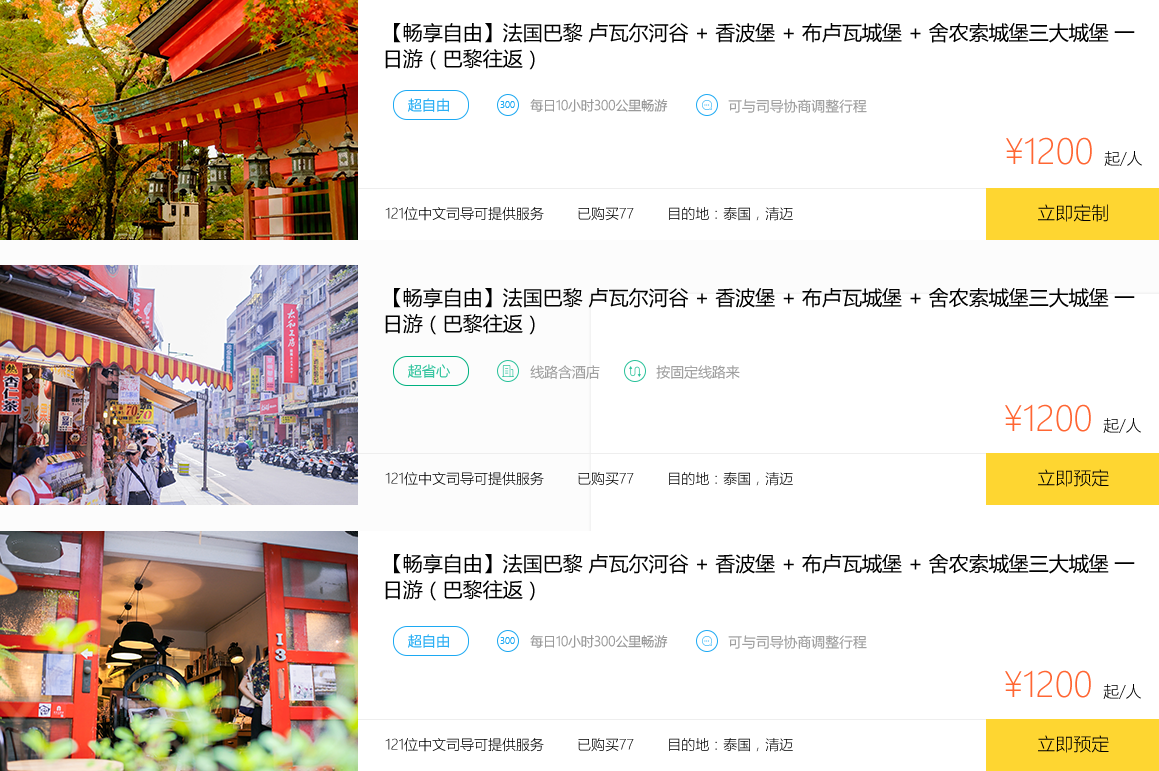 【畅享自由】法国巴黎 卢瓦尔河谷 + 香波堡 + 布卢瓦城堡 + 舍农索城堡三大城堡 一
日游（巴黎往返）
超自由 300 每日10小时300公里畅游 可与司导协商调整行程
¥1200 起/人
121位中文司导可提供服务 已购买77 目的地：泰国，清迈 立即定制
【畅享自由】法国巴黎 卢瓦尔河谷 + 香波堡 + 布卢瓦城堡 + 舍农索城堡三大城堡 一
日游（巴黎往返）
超省心 线路含酒店 按固定线路来
¥1200 起/人
121位中文司导可提供服务 已购买77 目的地：泰国，清迈 立即预定
杏仁茶
70 70
【畅享自由】法国巴黎 卢瓦尔河谷 + 香波堡 + 布卢瓦城堡 + 舍农索城堡三大城堡 一
日游（巴黎往返）
超自由 300 每日10小时300公里畅游 可与司导协商调整行程
¥1200 起/人
121位中文司导可提供服务 已购买77 目的地：泰国，清迈 立即预定
13